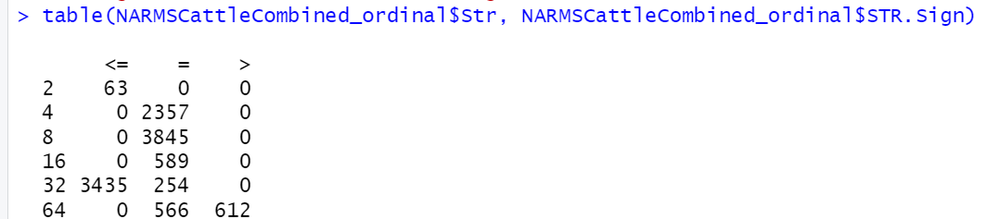 > table(NARMSCattleCombined_ordinal$Str, NARMSCattleCombined_ordinal$STR.Sign)
<= = >
2 63 0 0
4 0 2357 0
8 0 3845 0
16 0 589 0
32 3435 254 0
64 0 566 612